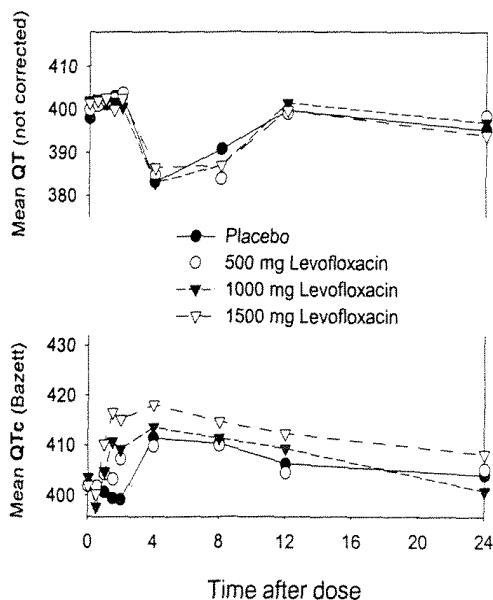 Mean QT (not corrected)
410
400
390
380
Placebo
500 mg Levofloxacin
1000 mg Levofloxacin
1500 mg Levofloxacin
Mean QTc (Bazett)
430
420
410
400
0 4 8 12 16 20 24
Time after dose